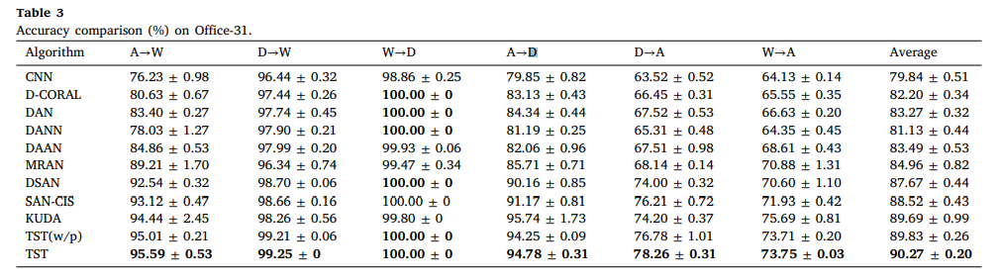 Table 3
Accuracy comparison (%) on Office-31.
Algorithm A→W D→W W→D A→D D→A W→A Average
CNN 76.23 ± 0.98 96.44 ± 0.32 98.86 ± 0.25 79.85 ± 0.82 63.52 ± 0.52 64.13 ± 0.14 79.84 ± 0.51
D-CORAL 80.63 ± 0.67 97.44 ± 0.26 100.00 ± 0 83.13 ± 0.43 66.45 ± 0.31 65.55 ± 0.35 82.20 ± 0.34
DAN 83.40 ± 0.27 97.74 ± 0.45 100.00 ± 0 84.34 ± 0.44 67.52 ± 0.53 66.63 ± 0.20 83.27 ± 0.32
DANN 78.03 ± 1.27 97.90 ± 0.21 100.00 ± 0 81.19 ± 0.25 65.31 ± 0.48 64.35 ± 0.45 81.13 ± 0.44
DAAN 84.86 ± 0.53 97.99 ± 0.20 99.93 ± 0.06 82.06 ± 0.96 67.51 ± 0.98 68.61 ± 0.43 83.49 ± 0.53
MRAN 89.21 ± 1.70 96.34 ± 0.74 99.47 ± 0.34 85.71 ± 0.71 68.14 ± 0.14 70.88 ± 1.31 84.96 ± 0.82
DSAN 92.54 ± 0.32 98.70 ± 0.06 100.00 ± 0 90.16 ± 0.85 74.00 ± 0.32 70.60 ± 1.10 87.67 ± 0.44
SAN-CIS 93.12 ± 0.47 98.66 ± 0.16 100.00 ± 0 91.17 ± 0.81 76.21 ± 0.72 71.93 ± 0.42 88.52 ± 0.43
KUDA 94.44 ± 2.45 98.26 ± 0.56 99.80 ± 0 95.74 ± 1.73 74.20 ± 0.37 75.69 ± 0.81 89.69 ± 0.99
TST(w/p) 95.01 ± 0.21 99.21 ± 0.06 100.00 ± 0 94.25 ± 0.09 76.78 ± 1.01 73.71 ± 0.20 89.83 ± 0.26
TST 95.59 ± 0.53 99.25 ± 0 100.00 ± 0 94.78 ± 0.31 78.26 ± 0.31 73.75 ± 0.03 90.27 ± 0.20